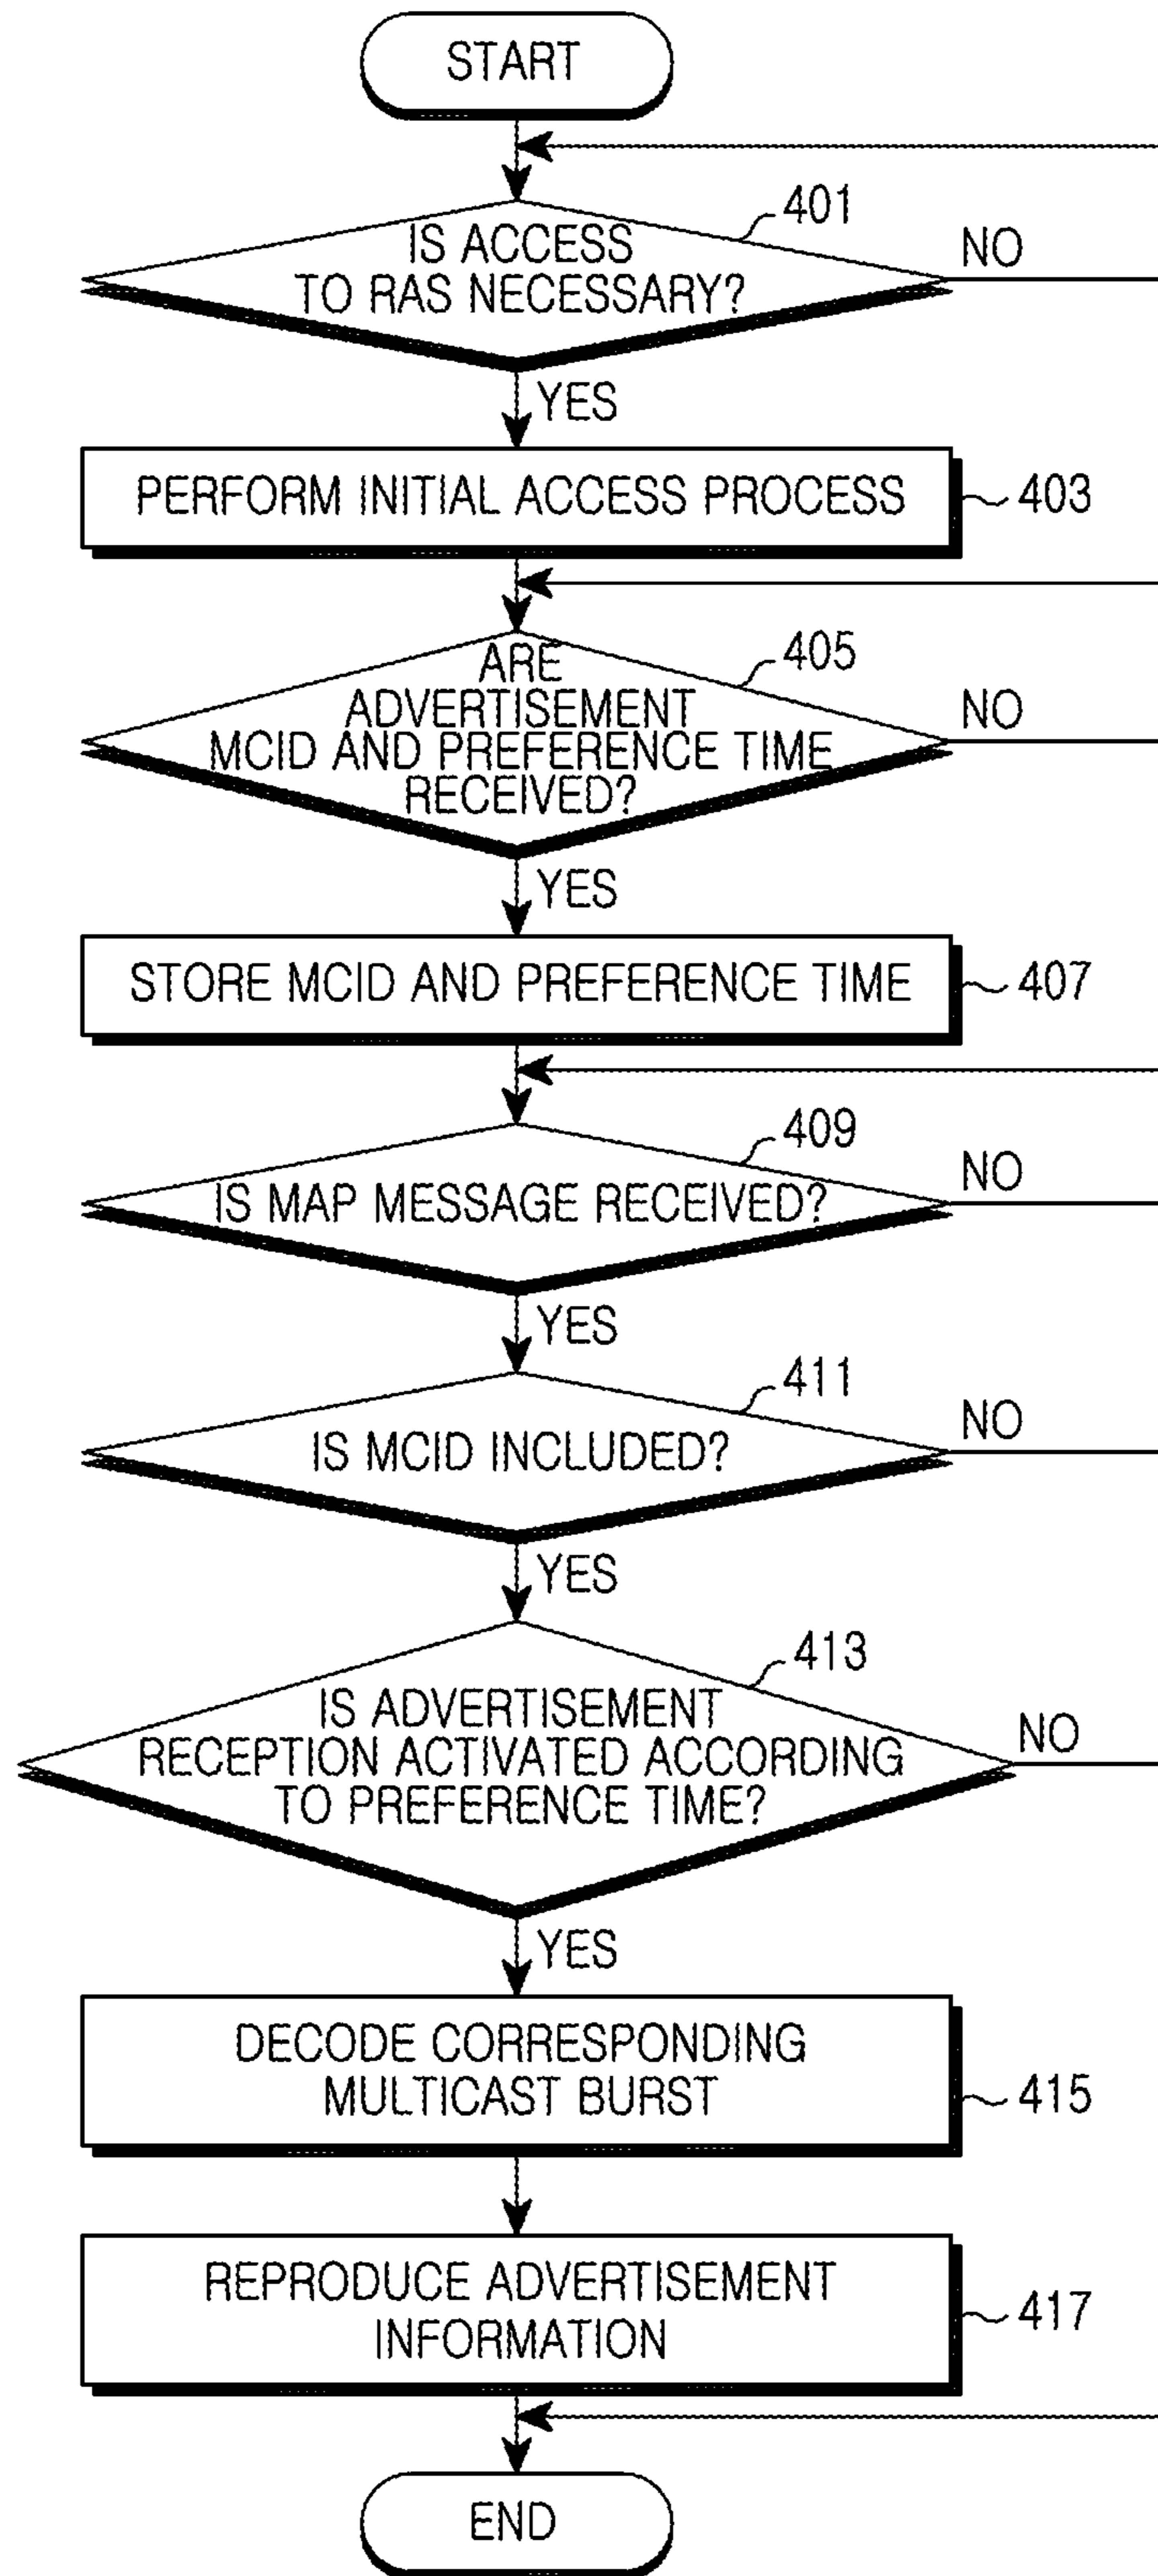 START
401
IS ACCESS
TO RAS NECESSARY?
NO
YES
PERFORM INITIAL ACCESS PROCESS
403
ARE
ADVERTISEMENT
MCID AND PREFERENCE TIME
RECEIVED?
405
NO
YES
STORE MCID AND PREFERENCE TIME
407
409
IS MAP MESSAGE RECEIVED?
NO
YES
411
IS MCID INCLUDED?
NO
YES
413
IS ADVERTISEMENT
RECEPTION ACTIVATED ACCORDING
TO PREFERENCE TIME?
NO
YES
DECODE CORRESPONDING
MULTICAST BURST
415
REPRODUCE ADVERTISEMENT
INFORMATION
417
END